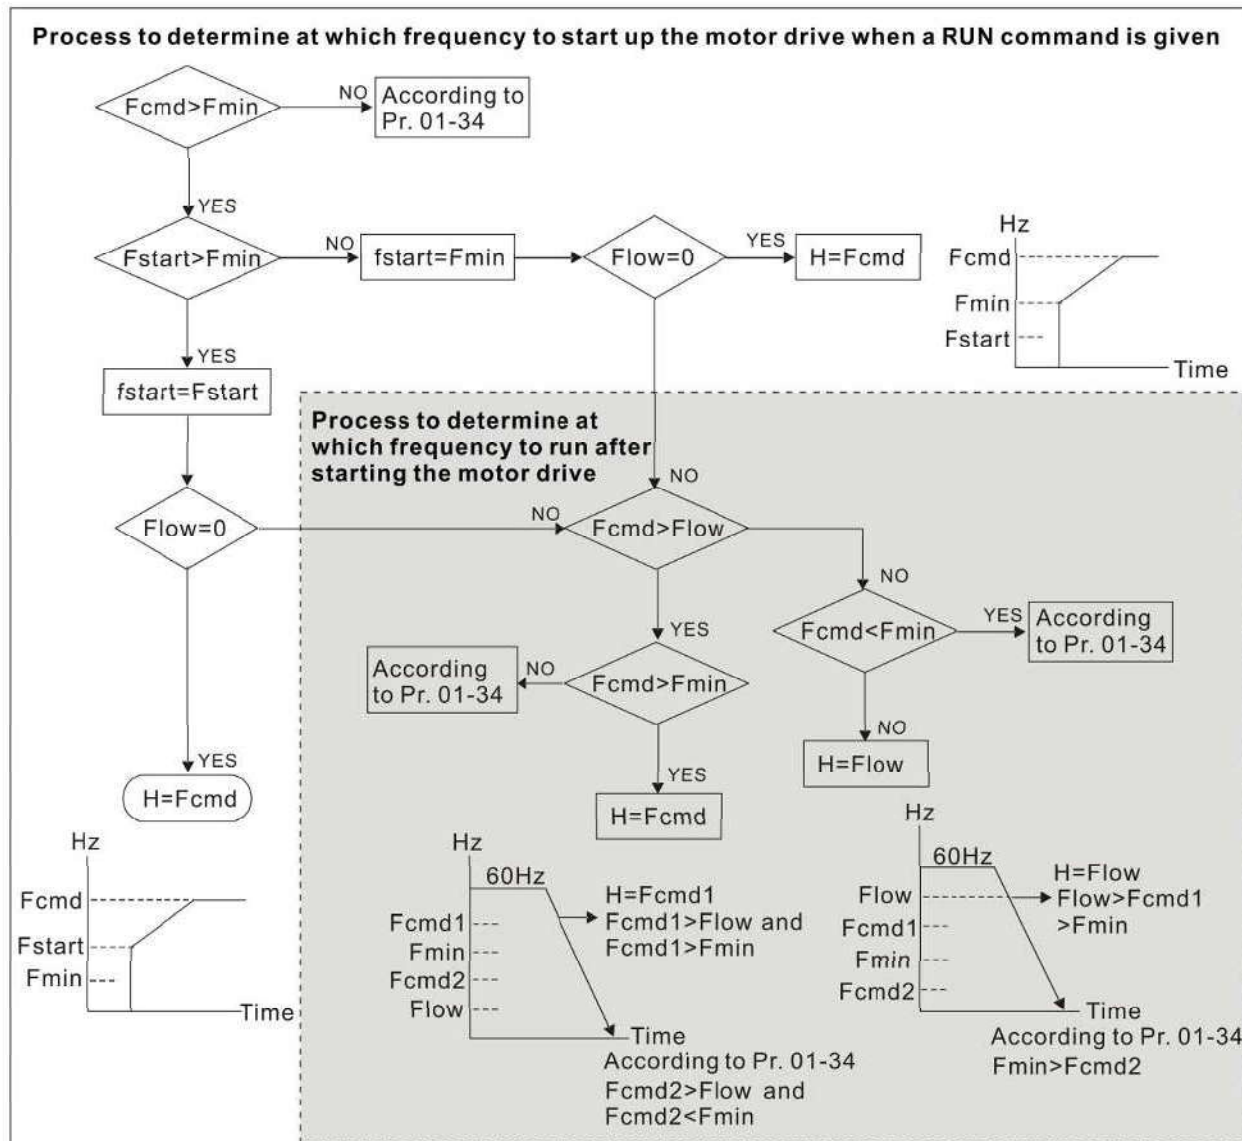 Process to determine at which frequency to start up the motor drive when a RUN command is given
Fcmd>Fmin
NO
According to
Pr. 01-34
YES
Fstart>Fmin
NO
fstart=Fmin
Flow=0
YES
H=Fcmd
Hz
Fcmd
Fmin
Fstart
Time
YES
fstart=Fstart
Process to determine at
which frequency to run after
starting the motor drive
NO
Flow=0
NO
Fcmd>Flow
NO
YES
Fcmd<Fmin
YES
According
to Pr. 01-34
According
to Pr. 01-34
NO
Fcmd>Fmin
NO
H=Flow
YES
H=Fcmd
YES
H=Fcmd
Hz
Fcmd
Fstart
Fmin
Time
Hz
60Hz
Fcmd1
Fmin
Fcmd2
Flow
H=Fcmd1
Fcmd1>Flow and
Fcmd1>Fmin
Time
According to Pr. 01-34
Fcmd2>Flow and
Fcmd2<Fmin
Hz
60Hz
Flow
Fcmd1
Fmin
Fcmd2
H=Flow
Flow>Fcmd1
>Fmin
Time
According to Pr. 01-34
Fmin>Fcmd2